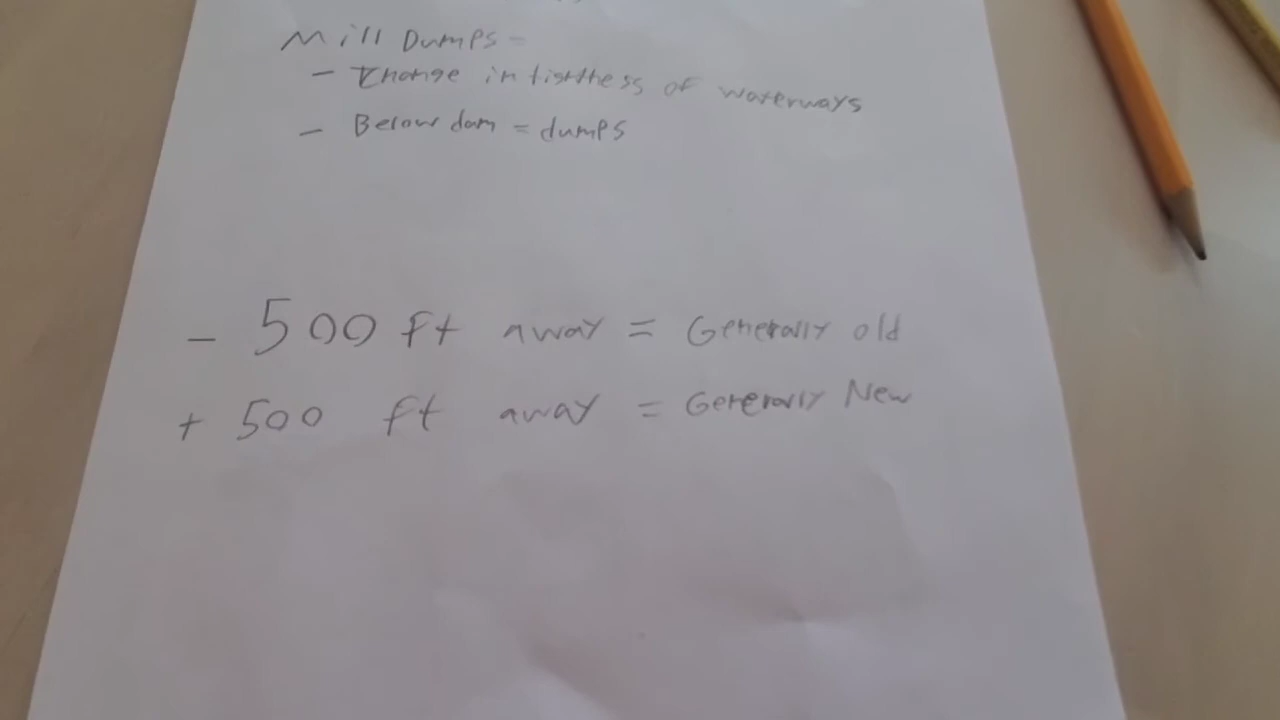 Mill Dumps -
- Change in tightness of waterways
- Below dam = dumps
- 500 ft away = Generally old
+ 500 ft away = Generally New